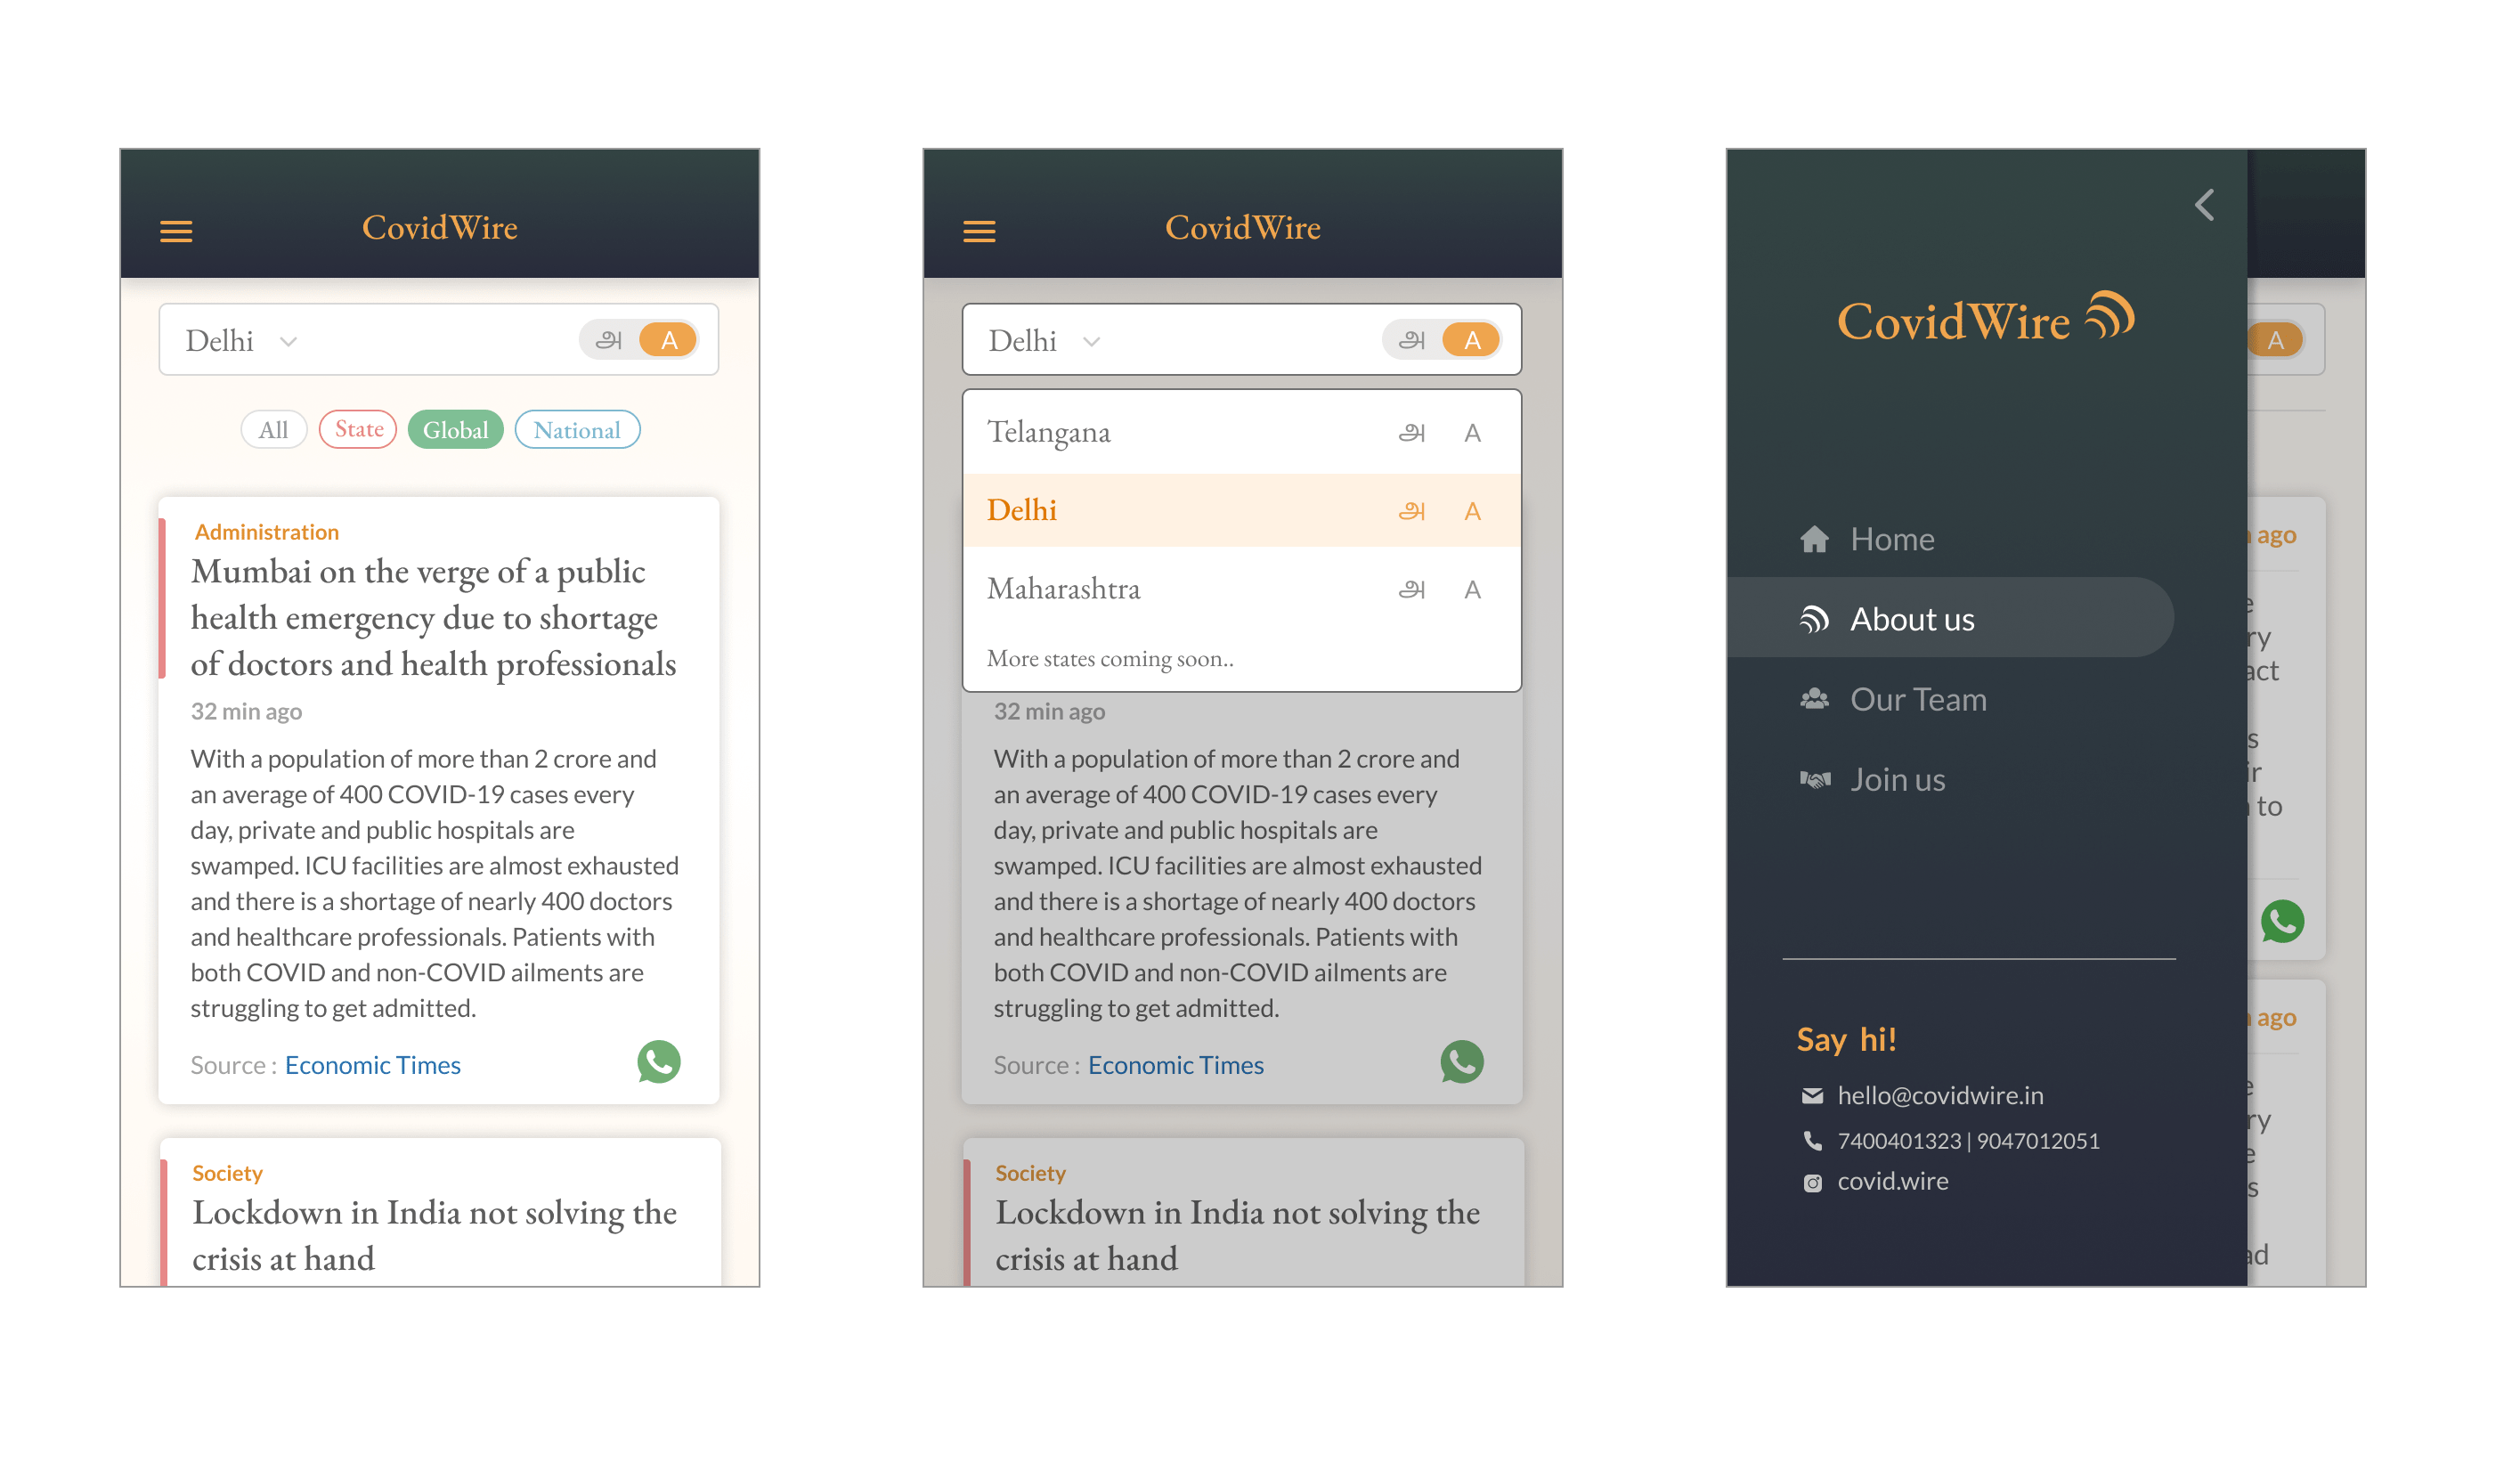 CovidWire
Delhi அ A
All State Global National
Administration
Mumbai on the verge of a public
health emergency due to shortage
of doctors and health professionals
32 min ago
With a population of more than 2 crore and
an average of 400 COVID-19 cases every
day, private and public hospitals are
swamped. ICU facilities are almost exhausted
and there is a shortage of nearly 400 doctors
and healthcare professionals. Patients with
both COVID and non-COVID ailments are
struggling to get admitted.
Source : Economic Times
Society
Lockdown in India not solving the
crisis at hand
CovidWire
Delhi அ A
Telangana அ A
Delhi அ A
Maharashtra அ A
More states coming soon..
32 min ago
With a population of more than 2 crore and
an average of 400 COVID-19 cases every
day, private and public hospitals are
swamped. ICU facilities are almost exhausted
and there is a shortage of nearly 400 doctors
and healthcare professionals. Patients with
both COVID and non-COVID ailments are
struggling to get admitted.
Source : Economic Times
Society
Lockdown in India not solving the
crisis at hand
CovidWire
Home
About us
Our Team
Join us
Say hi!
hello@covidwire.in
7400401323 | 9047012051
covid.wire
A
ago
to
ago